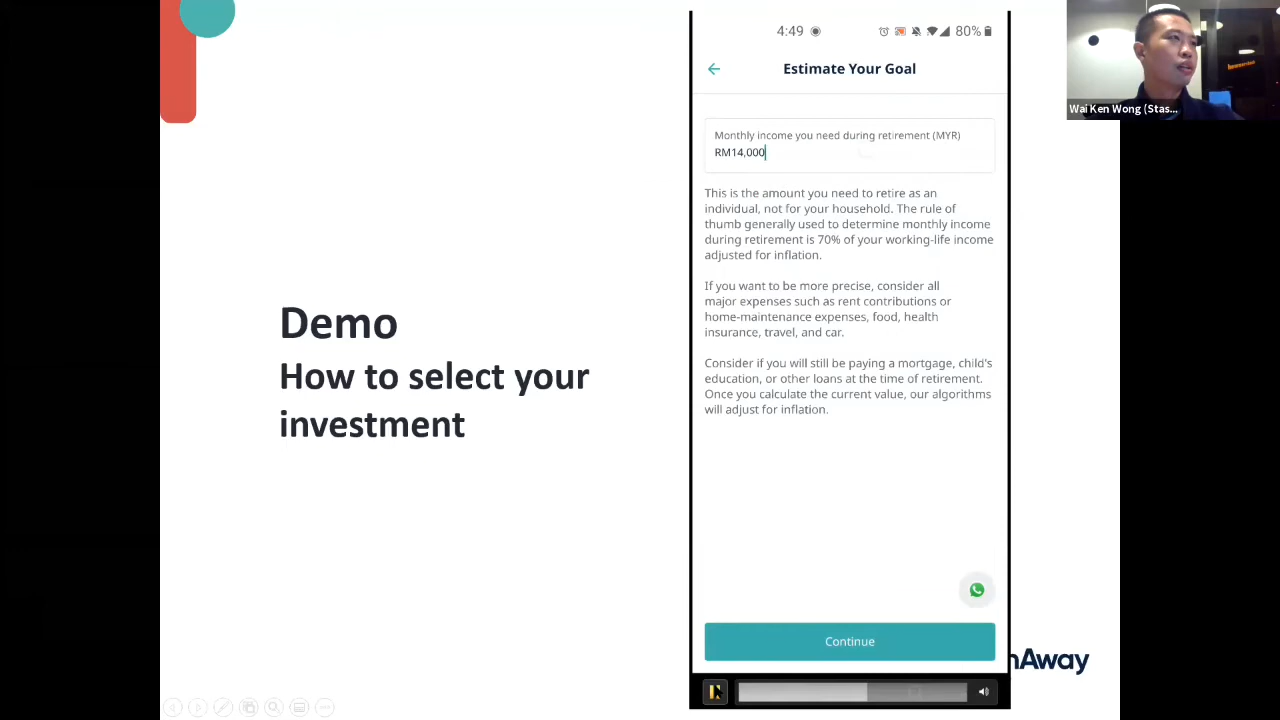 4:49
80%
Estimate Your Goal
Monthly income you need during retirement (MYR)
RM14,000
This is the amount you need to retire as an
individual, not for your household. The rule of
thumb generally used to determine monthly income
during retirement is 70% of your working-life income
adjusted for inflation.
If you want to be more precise, consider all
major expenses such as rent contributions or
home-maintenance expenses, food, health
insurance, travel, and car.
Consider if you will still be paying a mortgage, child's
education, or other loans at the time of retirement.
Once you calculate the current value, our algorithms
will adjust for inflation.
Continue
Demo
How to select your
investment
Wai Ken Wong (Stas...
hAway